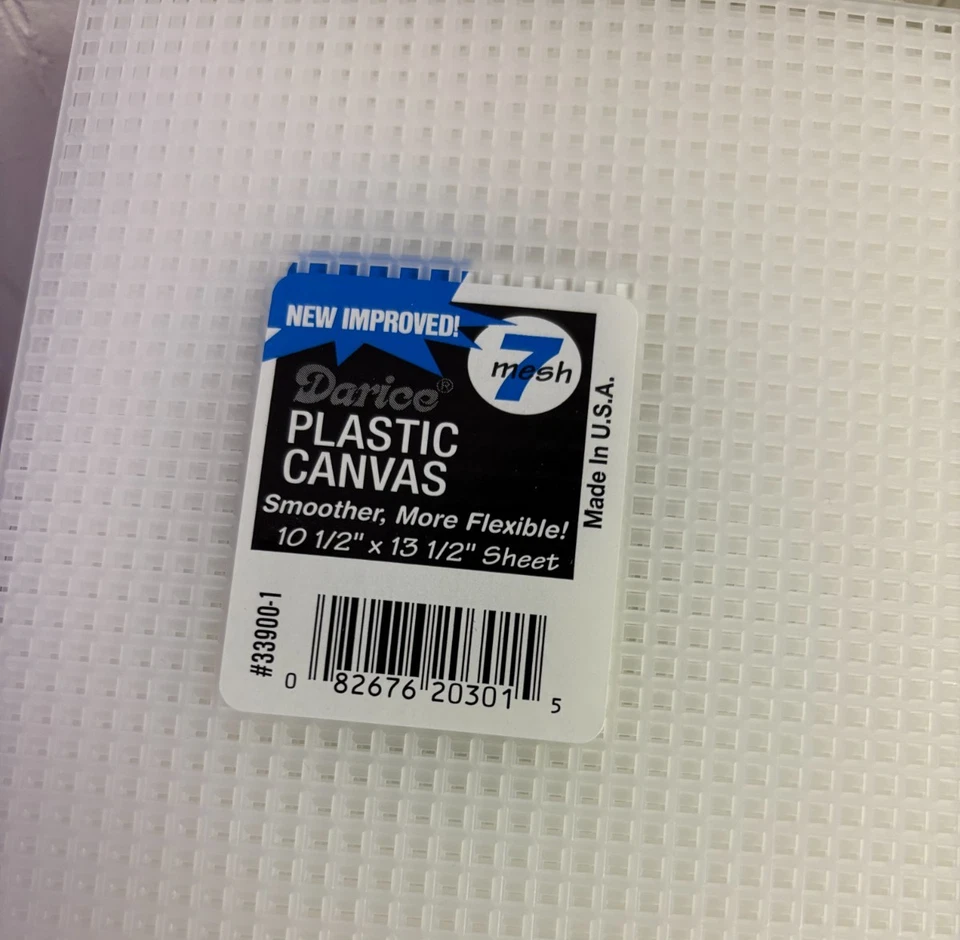 NEW IMPROVED!
7
mesh
Darice®
PLASTIC
CANVAS
Smoother, More Flexible!
10 1/2" x 13 1/2" Sheet
Made In U.S.A.
#33900-1
0 82676 20301 5